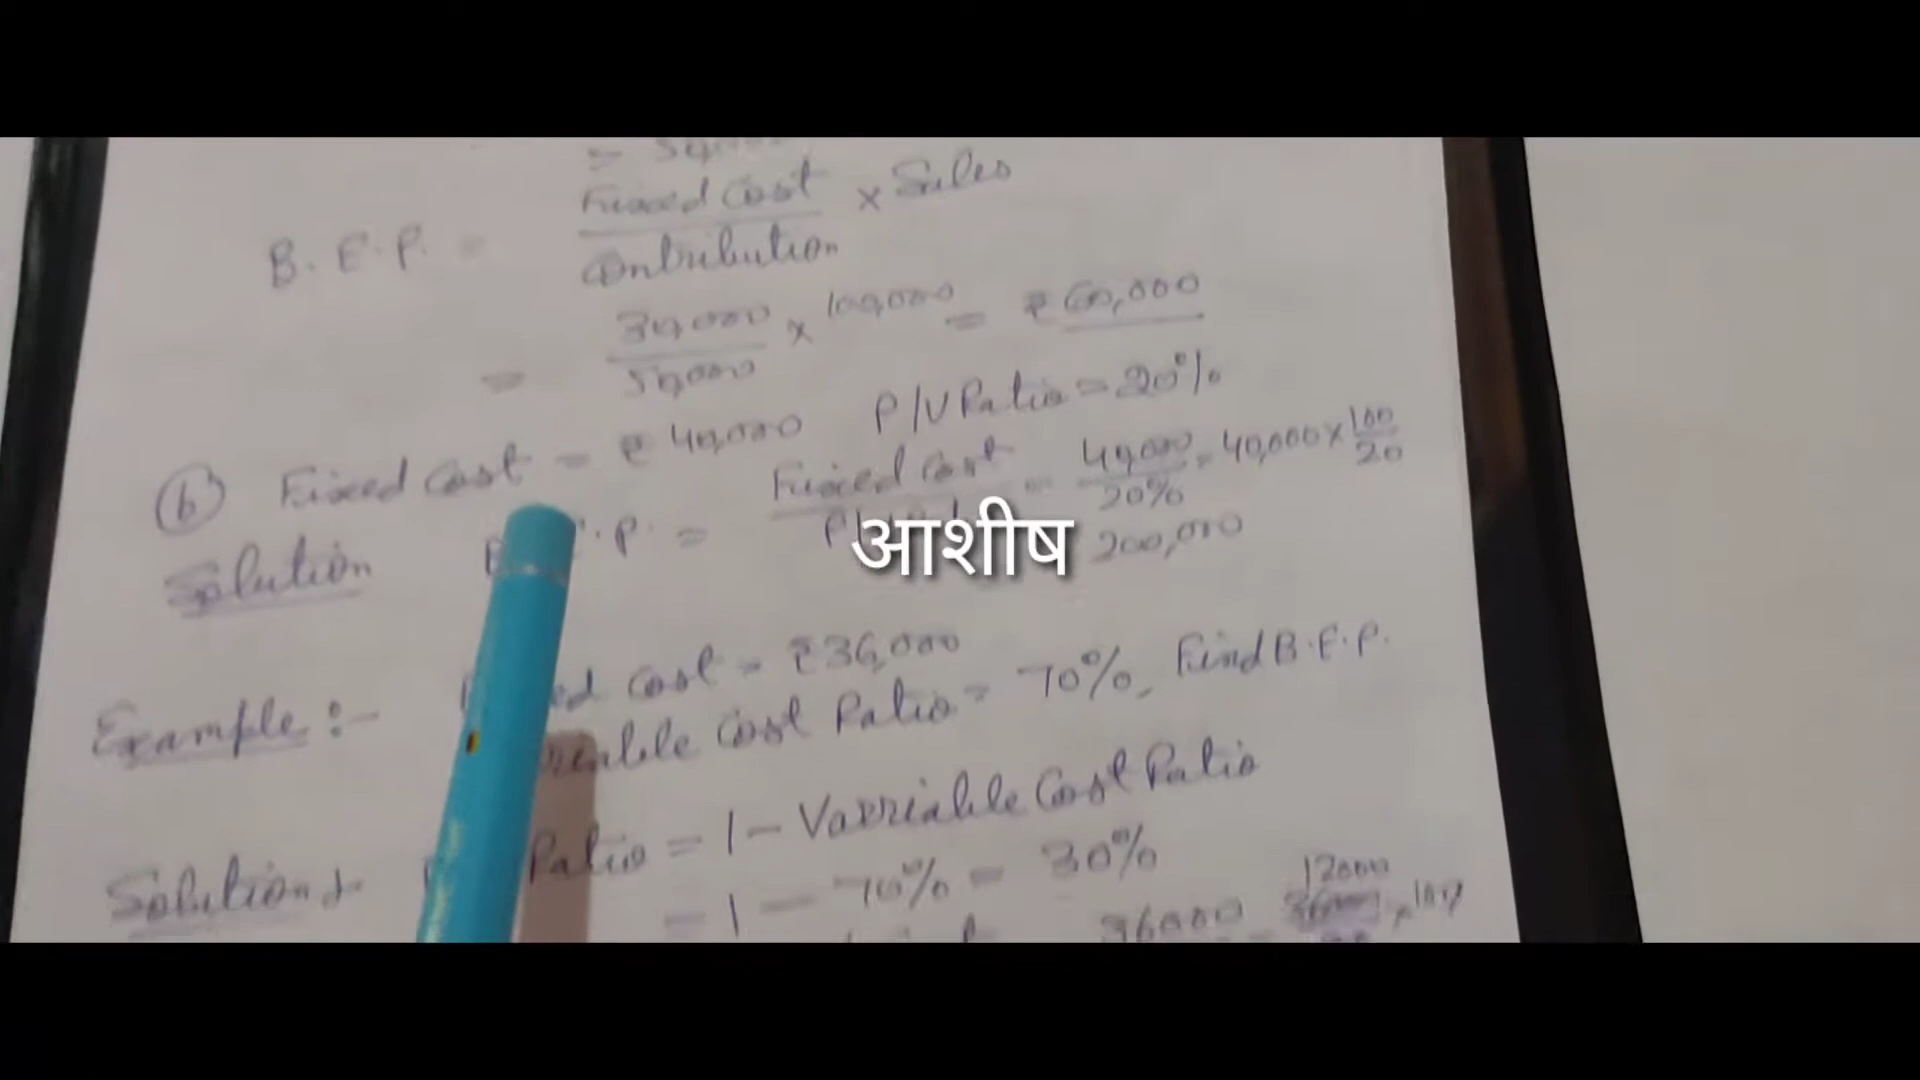 Fixed Cost × Sales
B.E.P. = Contribution
= 30,000 / 50,000 × 100,000 = ₹ 60,000
(b) Fixed Cost = ₹ 40,000 P/V Ratio = 20%
Solution .P. = Fixed Cost = 40,000 / 20% = 40,000 × 100 / 20
200,000
आशीष
Example :- Cost = ₹36,000
Cost Ratio = 70%, Find B.E.P.
Solution Ratio = 1 - Varriable Cost Ratio
= 1 - 70% = 30%
36000 12000